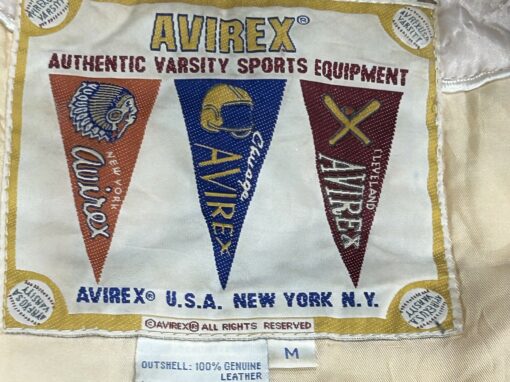 AVIREX®
AUTHENTIC VARSITY SPORTS EQUIPMENT
NEW YORK
avirex
Chicago
AVIREX
CLEVELAND
AVIREX
AVIREX® U.S.A. NEW YORK N.Y.
©AVIREX® ALL RIGHTS RESERVED
OUTSHELL: 100% GENUINE
LEATHER
M